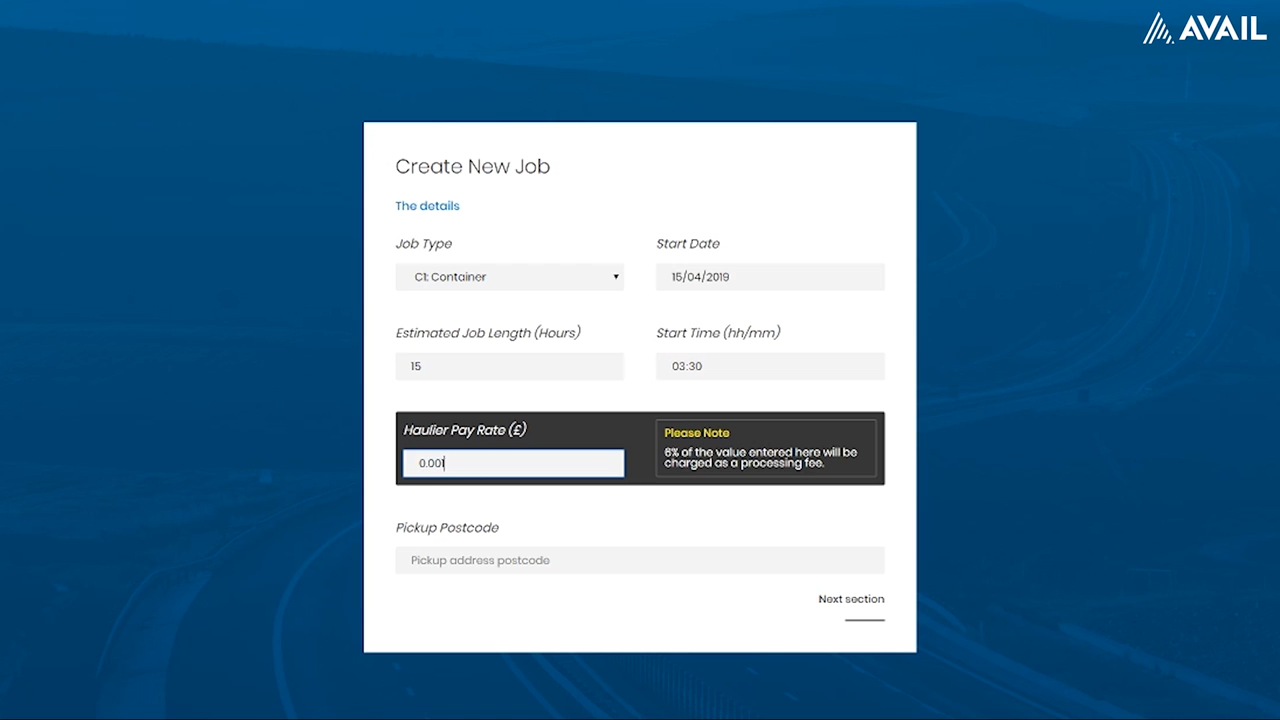 AVAIL
Create New Job
The details
Job Type
Start Date
C1: Container
15/04/2019
Estimated Job Length (Hours)
Start Time (hh/mm)
15
03:30
Haulier Pay Rate (£)
Please Note
6% of the value entered here will be
charged as a processing fee.
0.001
Pickup Postcode
Pickup address postcode
Next section